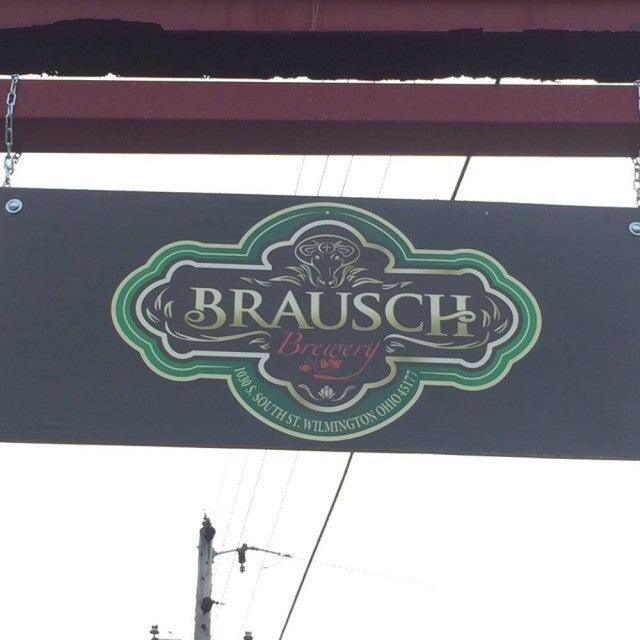 BRAUSCH
Brewery
1030 S. SOUTH ST. WILMINGTON OHIO 45177